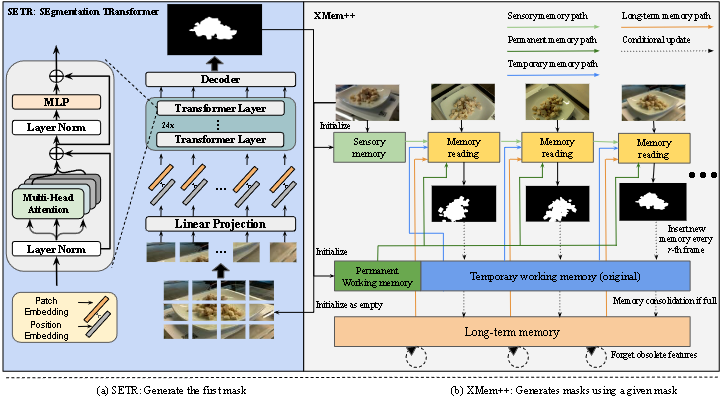 SETR: SEgmentation Transformer
Decoder
Transformer Layer
24x
Transformer Layer
MLP
Layer Norm
Multi-Head
Attention
Layer Norm
Linear Projection
Patch
Embedding
Position
Embedding
XMem++
Sensory memory path
Permanent memory path
Temporary memory path
Long-term memory path
Conditional update
Initialize
Sensory
memory
Memory
reading
Memory
reading
Memory
reading
Insert new
memory every
r-th frame
Initialize
Permanent
Working memory
Temporary working memory (original)
Initialize as empty
Memory consolidation if full
Long-term memory
Forget obsolete features
(a) SETR: Generate the first mask
(b) XMem++: Generates masks using a given mask